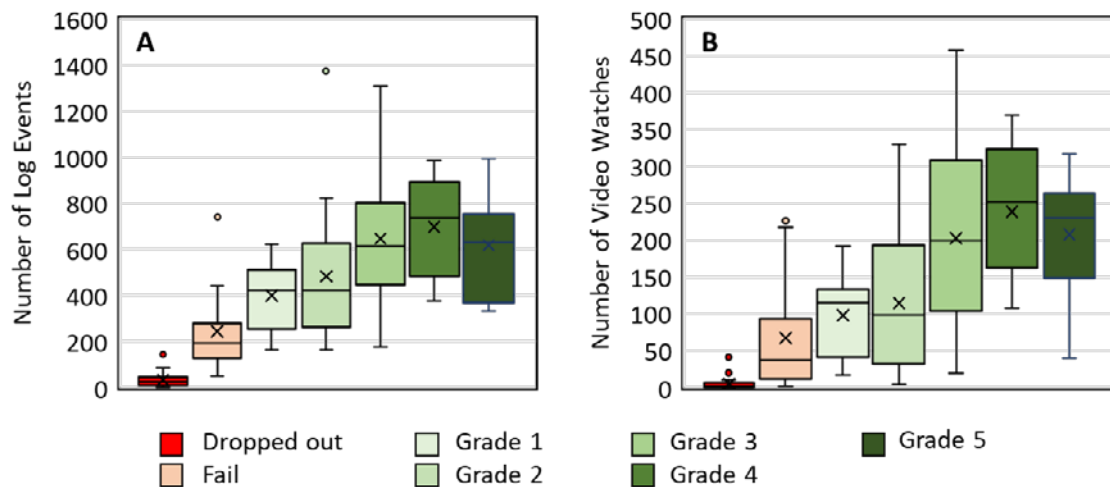 A
Number of Log Events
1600
1400
1200
1000
800
600
400
200
0
B
Number of Video Watches
500
450
400
350
300
250
200
150
100
50
0
Dropped out
Grade 1
Grade 3
Grade 5
Fail
Grade 2
Grade 4